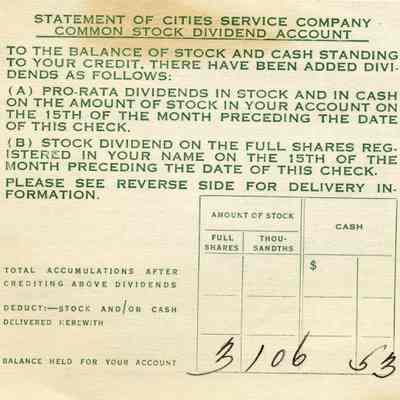 STATEMENT OF CITIES SERVICE COMPANY
COMMON STOCK DIVIDEND ACCOUNT
TO THE BALANCE OF STOCK AND CASH STANDING
TO YOUR CREDIT, THERE HAVE BEEN ADDED DIVI-
DENDS AS FOLLOWS:
(A) PRO-RATA DIVIDENDS IN STOCK AND IN CASH
ON THE AMOUNT OF STOCK IN YOUR ACCOUNT ON
THE 15TH OF THE MONTH PRECEDING THE DATE
OF THIS CHECK.
(B) STOCK DIVIDEND ON THE FULL SHARES REG-
ISTERED IN YOUR NAME ON THE 15TH OF THE
MONTH PRECEDING THE DATE OF THIS CHECK.
PLEASE SEE REVERSE SIDE FOR DELIVERY IN-
FORMATION.
AMOUNT OF STOCK
CASH
FULL SHARES
THOU-SANDTHS
$
TOTAL ACCUMULATIONS AFTER
CREDITING ABOVE DIVIDENDS
DEDUCT:—STOCK AND/OR CASH
DELIVERED HEREWITH
BALANCE HELD FOR YOUR ACCOUNT 3 106 53